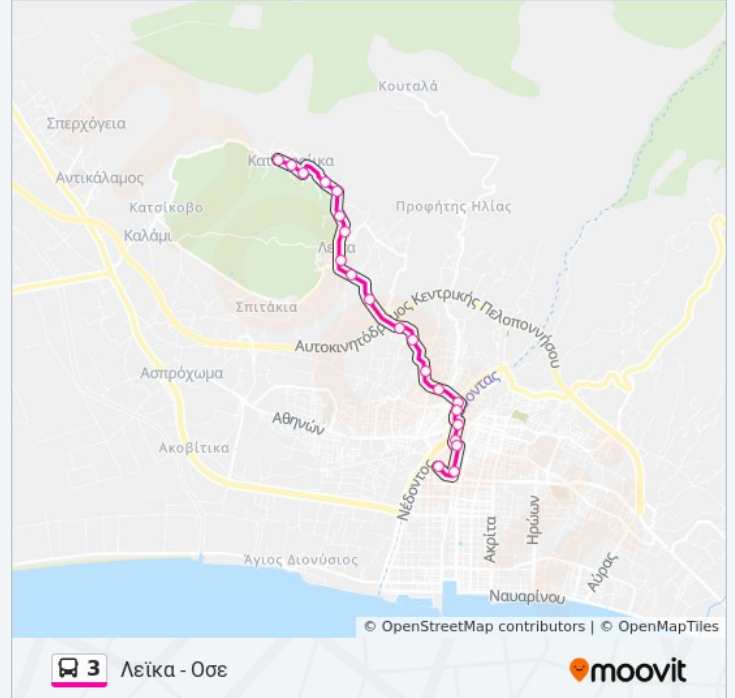 Κουταλά
Σπερχόγεια
Αντικάλαμος
Κατσίκοβο
Προφήτης Ηλίας
Καλάμι
Σπιτάκια
Αυτοκινητόδρομος Κεντρικής Πελοποννήσου
Ασπρόχωμα
Αθηνών
Ακοβίτικα
Νέδοντος
Ακρίτα
Ηρώων
Άγιος Διονύσιος
Αύρας
Ναυαρίνου
© OpenStreetMap contributors | © OpenMapTiles
3 Λεϊκα - Οσε
moovit